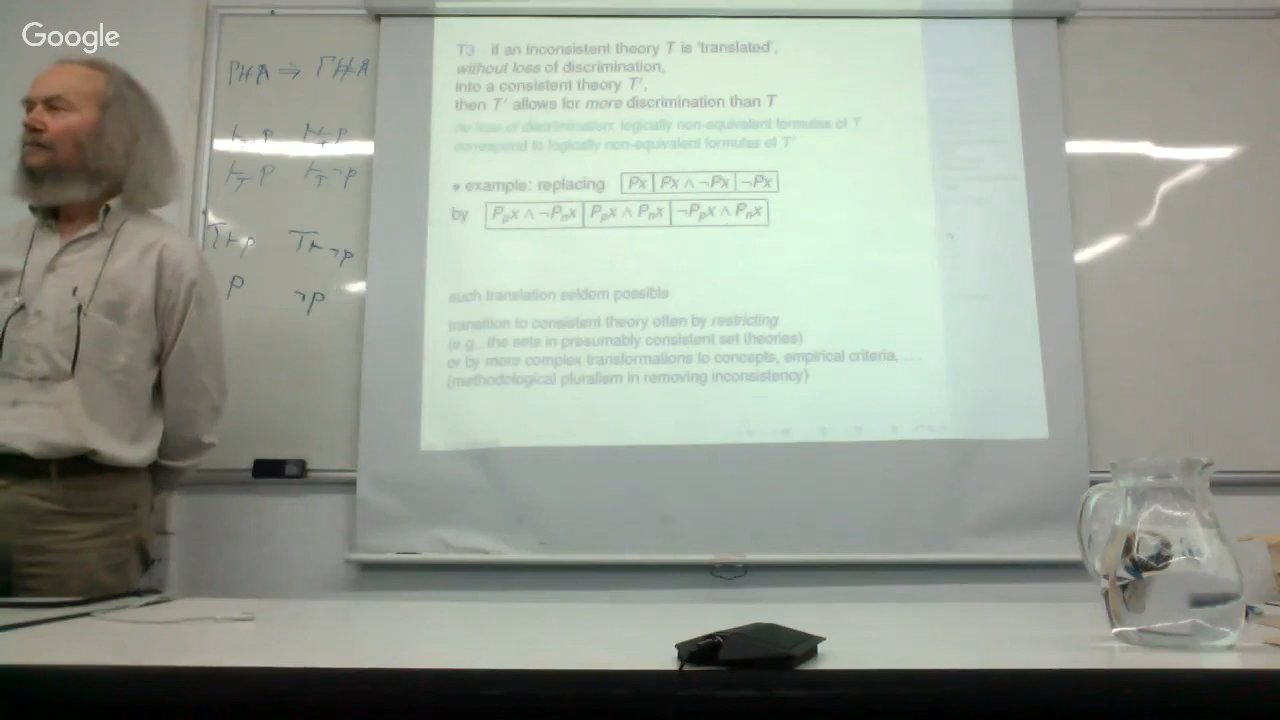 Google
T3 if an inconsistent theory T is 'translated',
without loss of discrimination,
into a consistent theory T',
then T' allows for more discrimination than T
no loss of discrimination: logically non-equivalent formulas of T
correspond to logically non-equivalent formulas of T'
• example: replacing Px Px ∧ ¬Px ¬Px
by Pₚx ∧ ¬Pₙx Pₚx ∧ Pₙx ¬Pₚx ∧ Pₙx
such translation seldom possible
transition to consistent theory often by restricting
(e.g., the sets in presumably consistent set theories)
or by more complex transformations to concepts, empirical criteria, ...
(methodological pluralism in removing inconsistency)
T⊢¬p
p
¬p